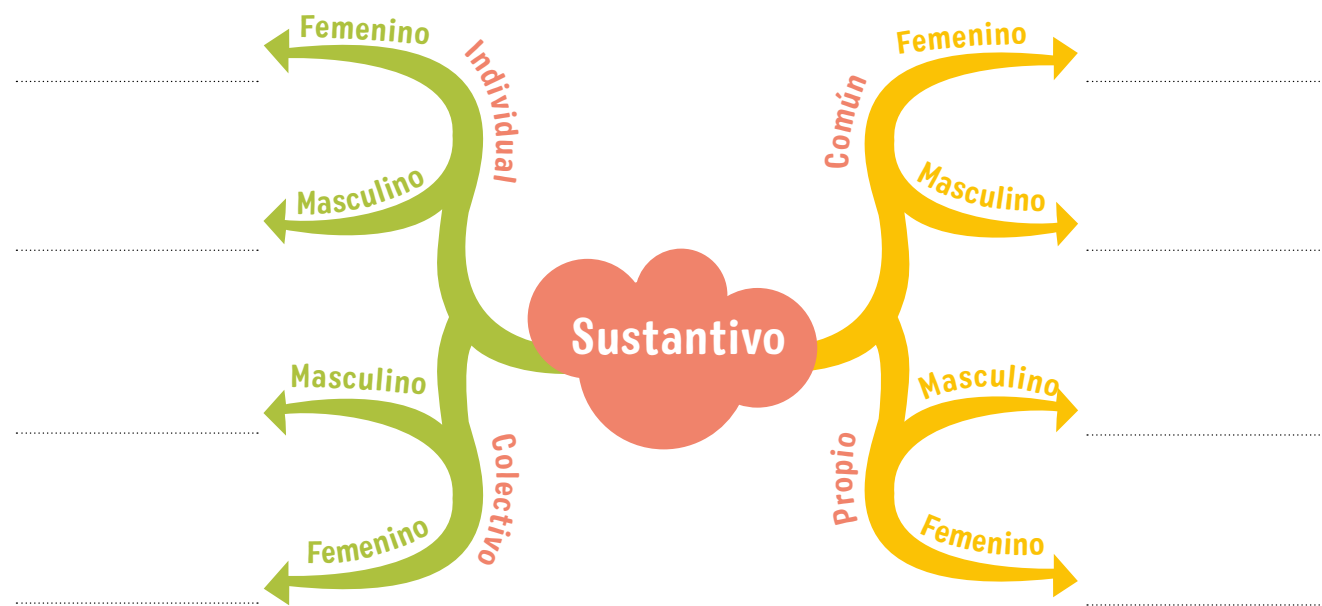 Femenino
Individual
Masculino
Masculino
Colectivo
Femenino
Sustantivo
Femenino
Común
Masculino
Masculino
Propio
Femenino